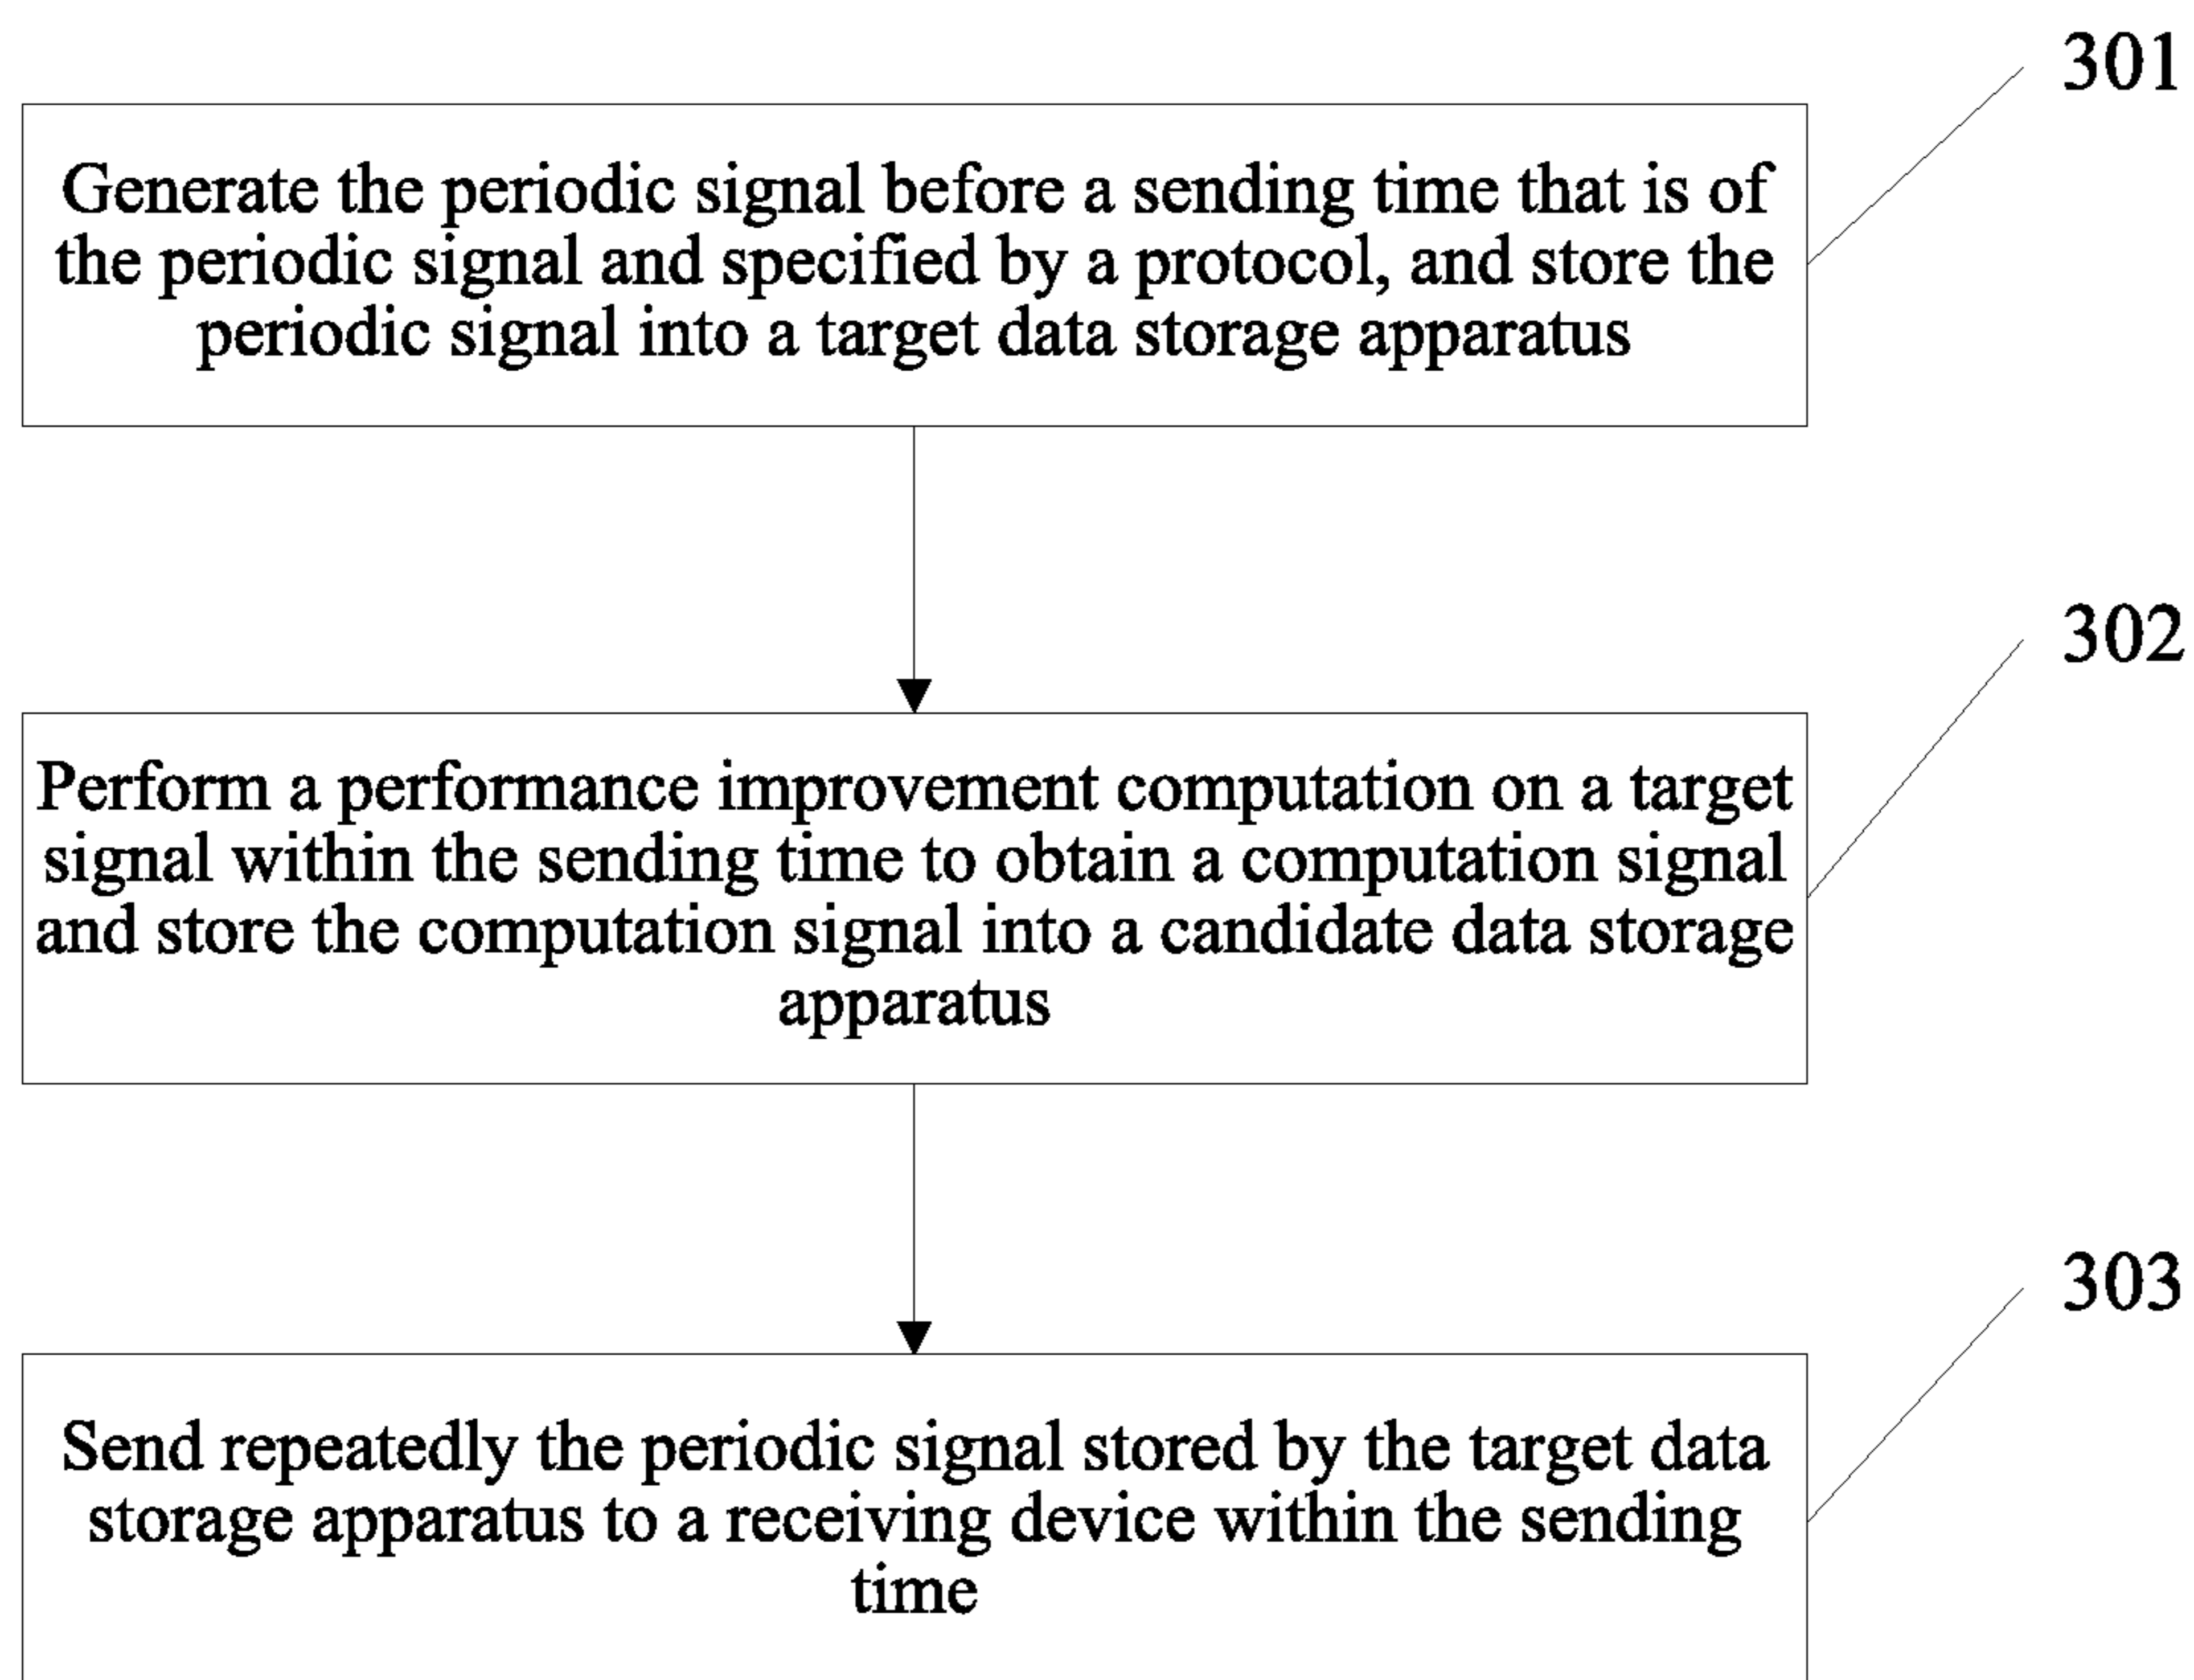 301
Generate the periodic signal before a sending time that is of
the periodic signal and specified by a protocol, and store the
periodic signal into a target data storage apparatus
302
Perform a performance improvement computation on a target
signal within the sending time to obtain a computation signal
and store the computation signal into a candidate data storage
apparatus
303
Send repeatedly the periodic signal stored by the target data
storage apparatus to a receiving device within the sending
time